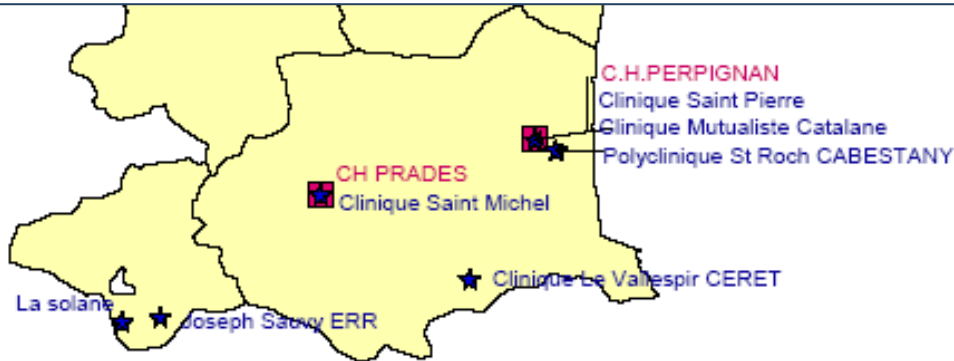 C.H.PERPIGNAN
Clinique Saint Pierre
Clinique Mutualiste Catalane
Polyclinique St Roch CABESTANY
CH PRADES
Clinique Saint Michel
Clinique Le Vallespir CERET
La solane
Joseph Sauvy ERR